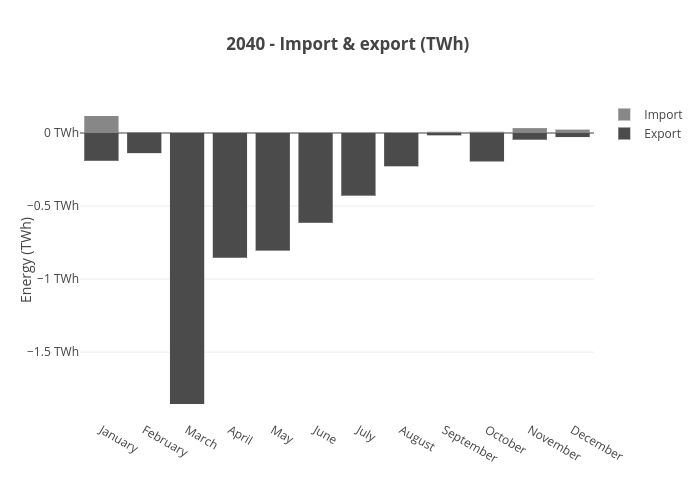 2040 - Import & export (TWh)
Import
Export
0 TWh
−0.5 TWh
−1 TWh
−1.5 TWh
Energy (TWh)
January
February
March
April
May
June
July
August
September
October
November
December